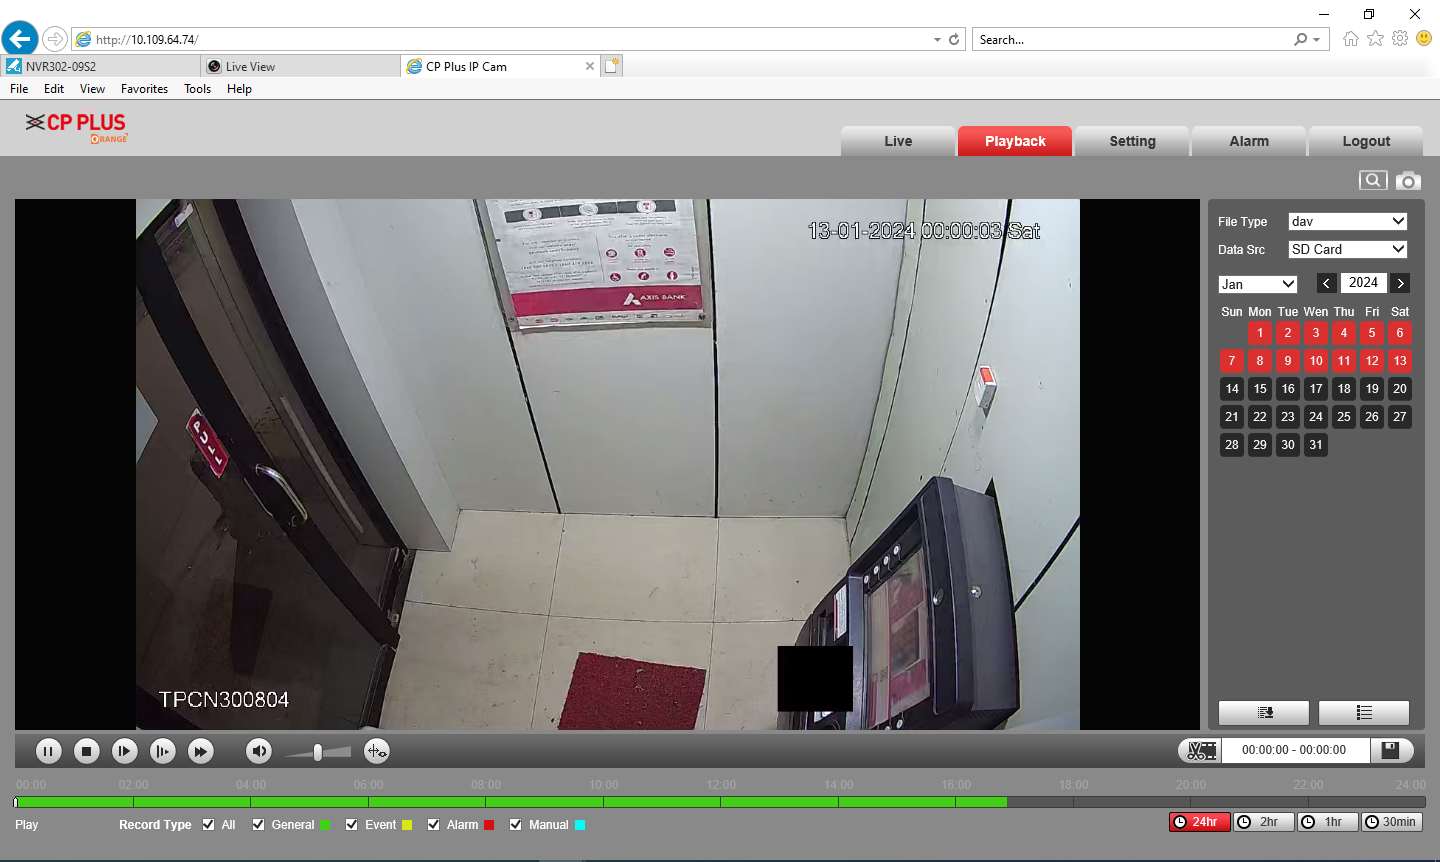 http://10.109.64.74/
Search...
NVR302-09S2
Live View
CP Plus IP Cam
File Edit View Favorites Tools Help
CP PLUS
ORANGE
Live Playback Setting Alarm Logout
13-01-2024 00:00:03 Sat
AXIS BANK
PULL
TPCN300804
File Type dav
Data Src SD Card
Jan 2024
Sun Mon Tue Wen Thu Fri Sat
1 2 3 4 5 6
7 8 9 10 11 12 13
14 15 16 17 18 19 20
21 22 23 24 25 26 27
28 29 30 31
00:00:00 - 00:00:00
00:00 02:00 04:00 06:00 08:00 10:00 12:00 14:00 16:00 18:00 20:00 22:00 24:00
Play Record Type All General Event Alarm Manual
24hr 2hr 1hr 30min